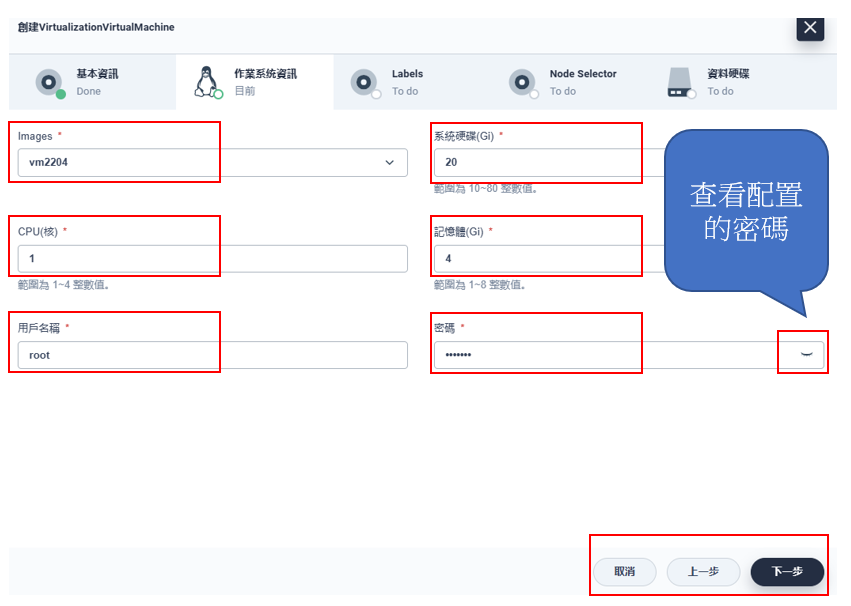 創建VirtualizationVirtualMachine
基本資訊
Done
作業系統資訊
目前
Labels
To do
Node Selector
To do
資料硬碟
To do
Images *
vm2204
系統硬碟(Gi) *
20
範圍為 10~80 整數值。
查看配置
的密碼
CPU(核) *
1
範圍為 1~4 整數值。
記憶體(Gi) *
4
範圍為 1~8 整數值。
用戶名稱 *
root
密碼 *
•••••••
取消
上一步
下一步